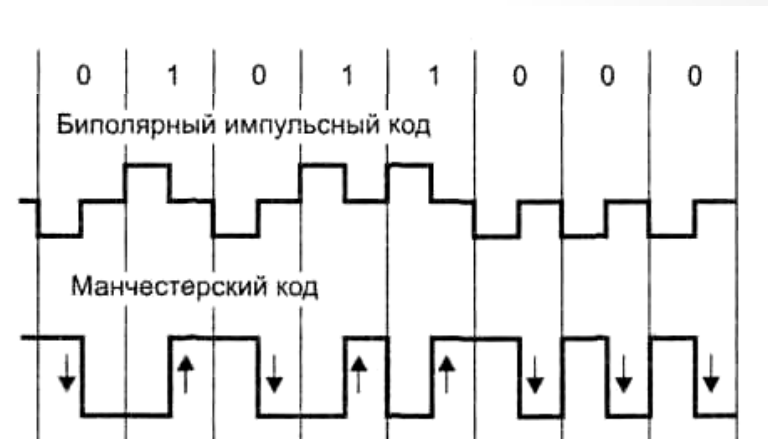 0 1 0 1 1 0 0 0
Биполярный импульсный код
Манчестерский код